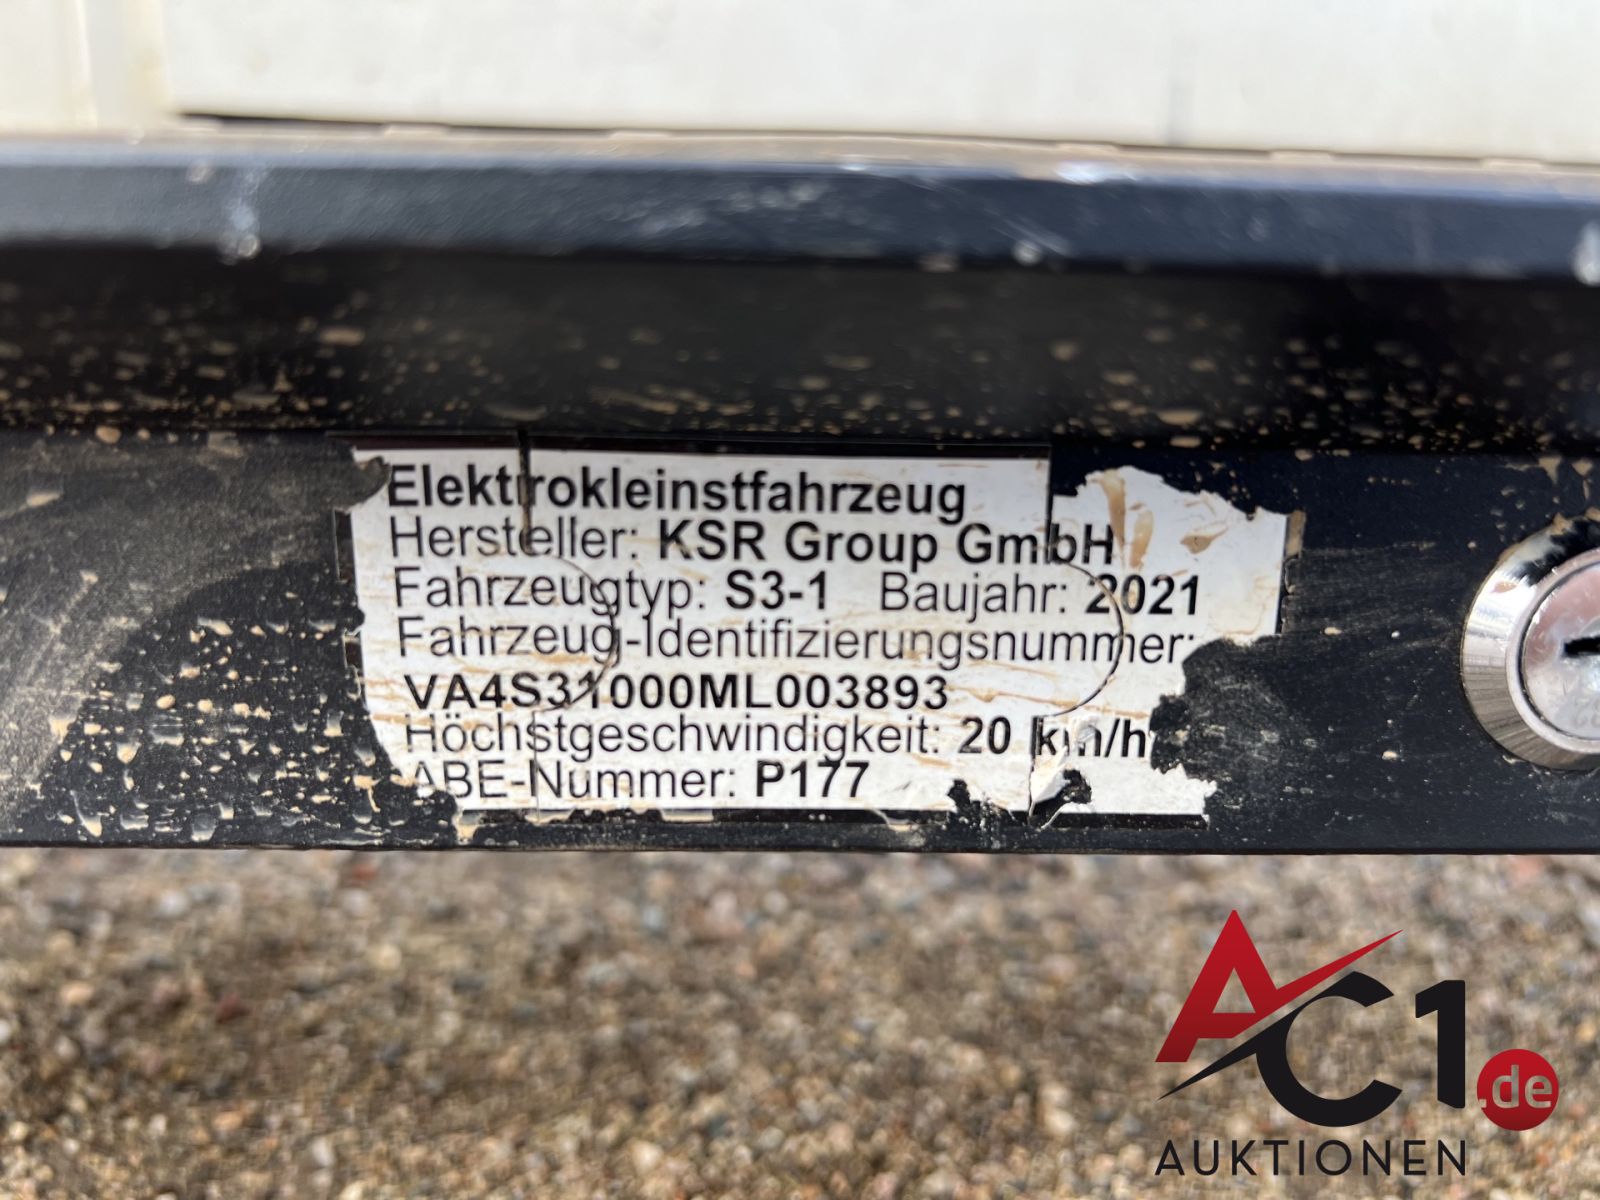 Elektrokleinstfahrzeug
Hersteller: KSR Group GmbH
Fahrzeugtyp: S3-1 Baujahr: 2021
Fahrzeug-Identifizierungsnummer:
VA4S31000ML003893
Höchstgeschwindigkeit: 20 km/h
ABE-Nummer: P177
AC1.de
AUKTIONEN